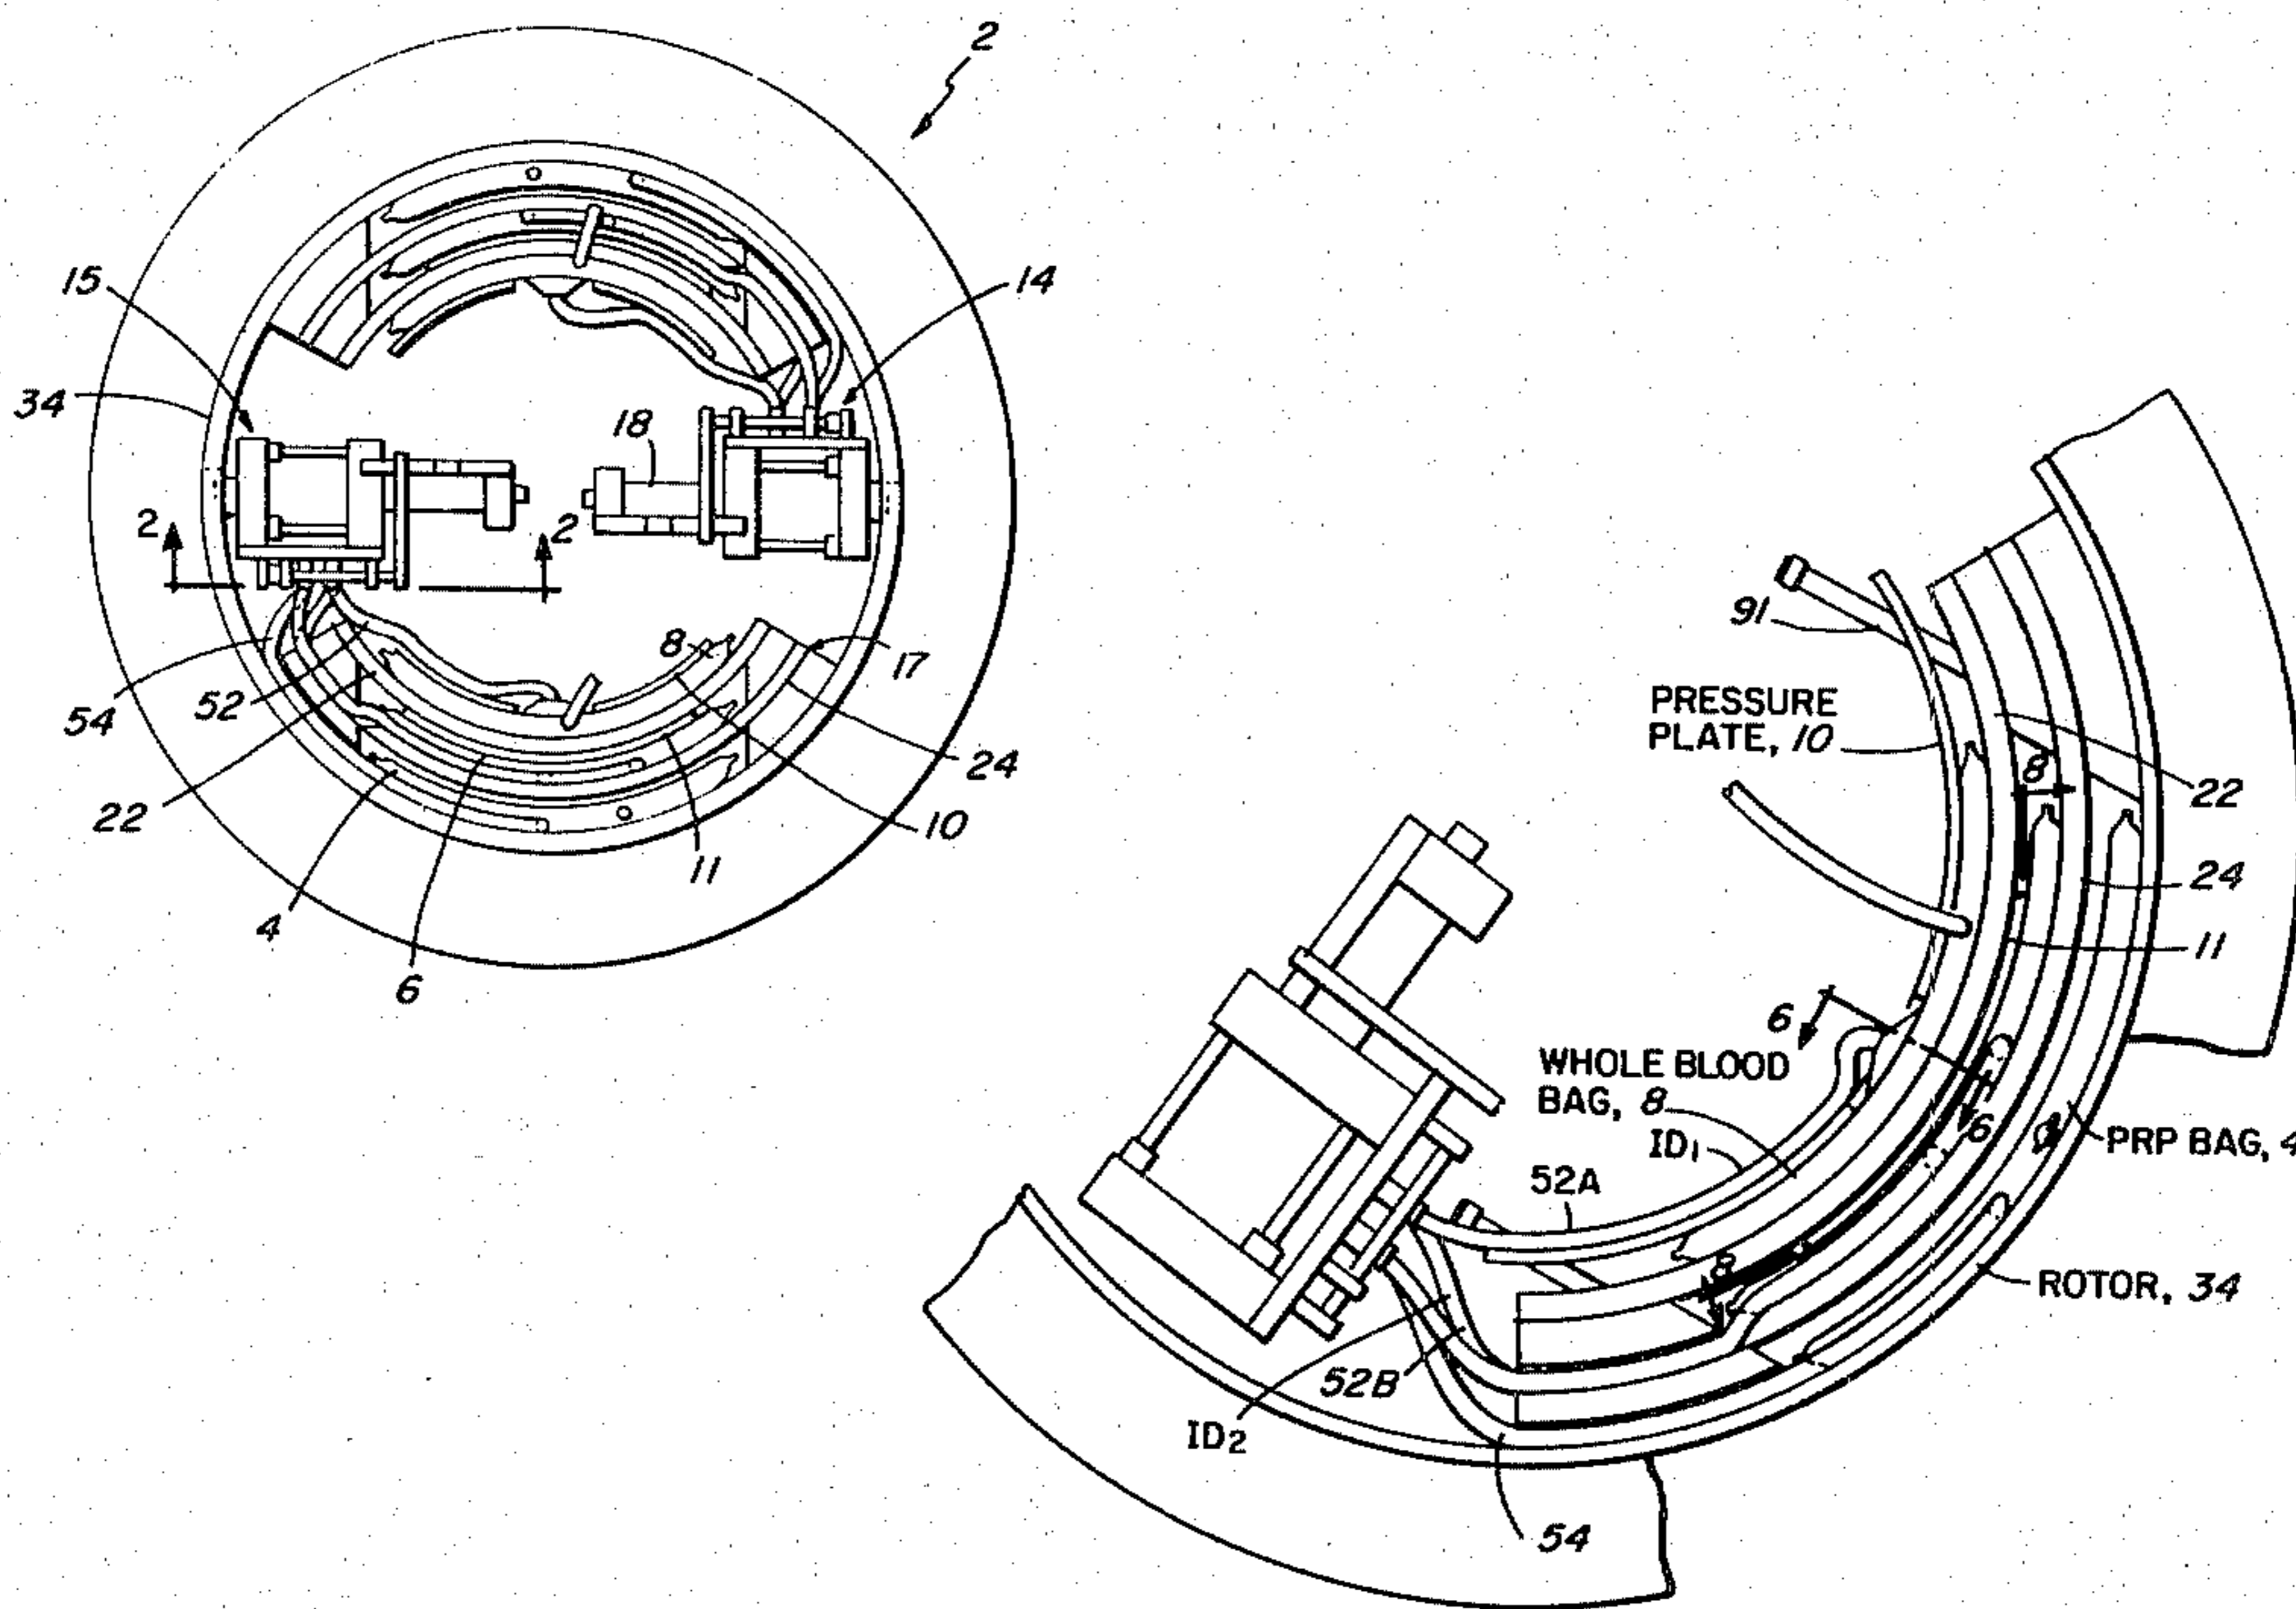 2
15
14
34
18
2
2
8
17
54
52
24
22
10
11
4
6
91
PRESSURE
PLATE, 10
8
22
24
11
6
WHOLE BLOOD
BAG, 8
6
PRP BAG, 4
ID1
52A
8
ROTOR, 34
52B
ID2
54